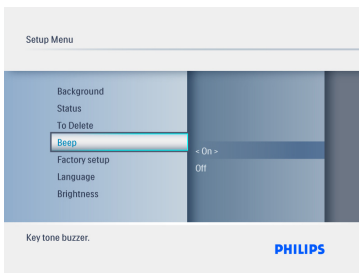 Setup Menu
Background
Status
To Delete
Beep
Factory setup
Language
Brightness
< On >
Off
Key tone buzzer.
PHILIPS